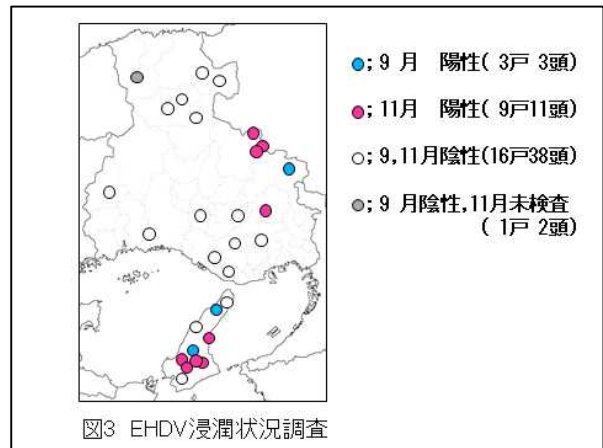 ●; 9 月　陽性( 3戸 3頭)
●; 11月　陽性( 9戸11頭)
○; 9,11月陰性(16戸38頭)
●; 9 月陰性,11月未検査
( 1戸 2頭)
図3 EHDV浸潤状況調査